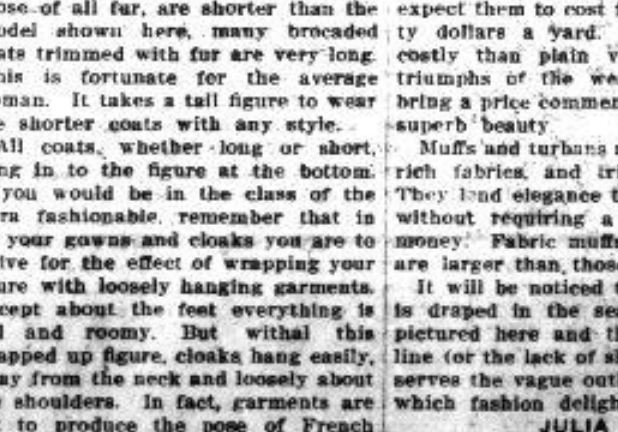 ose of all fur, are shorter than the
odel shown here, many brocaded
ats trimmed with fur are very long.
his is fortunate for the average
oman. It takes a tall figure to wear
e shorter coats with any style.
All coats, whether long or short,
ng in to the figure at the bottom.
you would be in the class of the
ra fashionable, remember that in
your gowns and cloaks you are to
ive for the effect of wrapping your
ure with loosely hanging garments.
cept about the feet everything is
l and roomy. But withal this
apped up figure, cloaks hang easily,
ay from the neck and loosely about
shoulders. In fact, garments are
to produce the pose of French
expect them to cost
ty dollars a yard.
costly than plain v
triumphs of the we
bring a price commen
superb beauty
Muffs and turbans
rich fabrics, and tri
They lend elegance t
without requiring a
money. Fabric muff
are larger than those
It will be noticed t
is draped in the sea
pictured here and th
line (or the lack of s
serves the vague out
which fashion deligh
JULIA